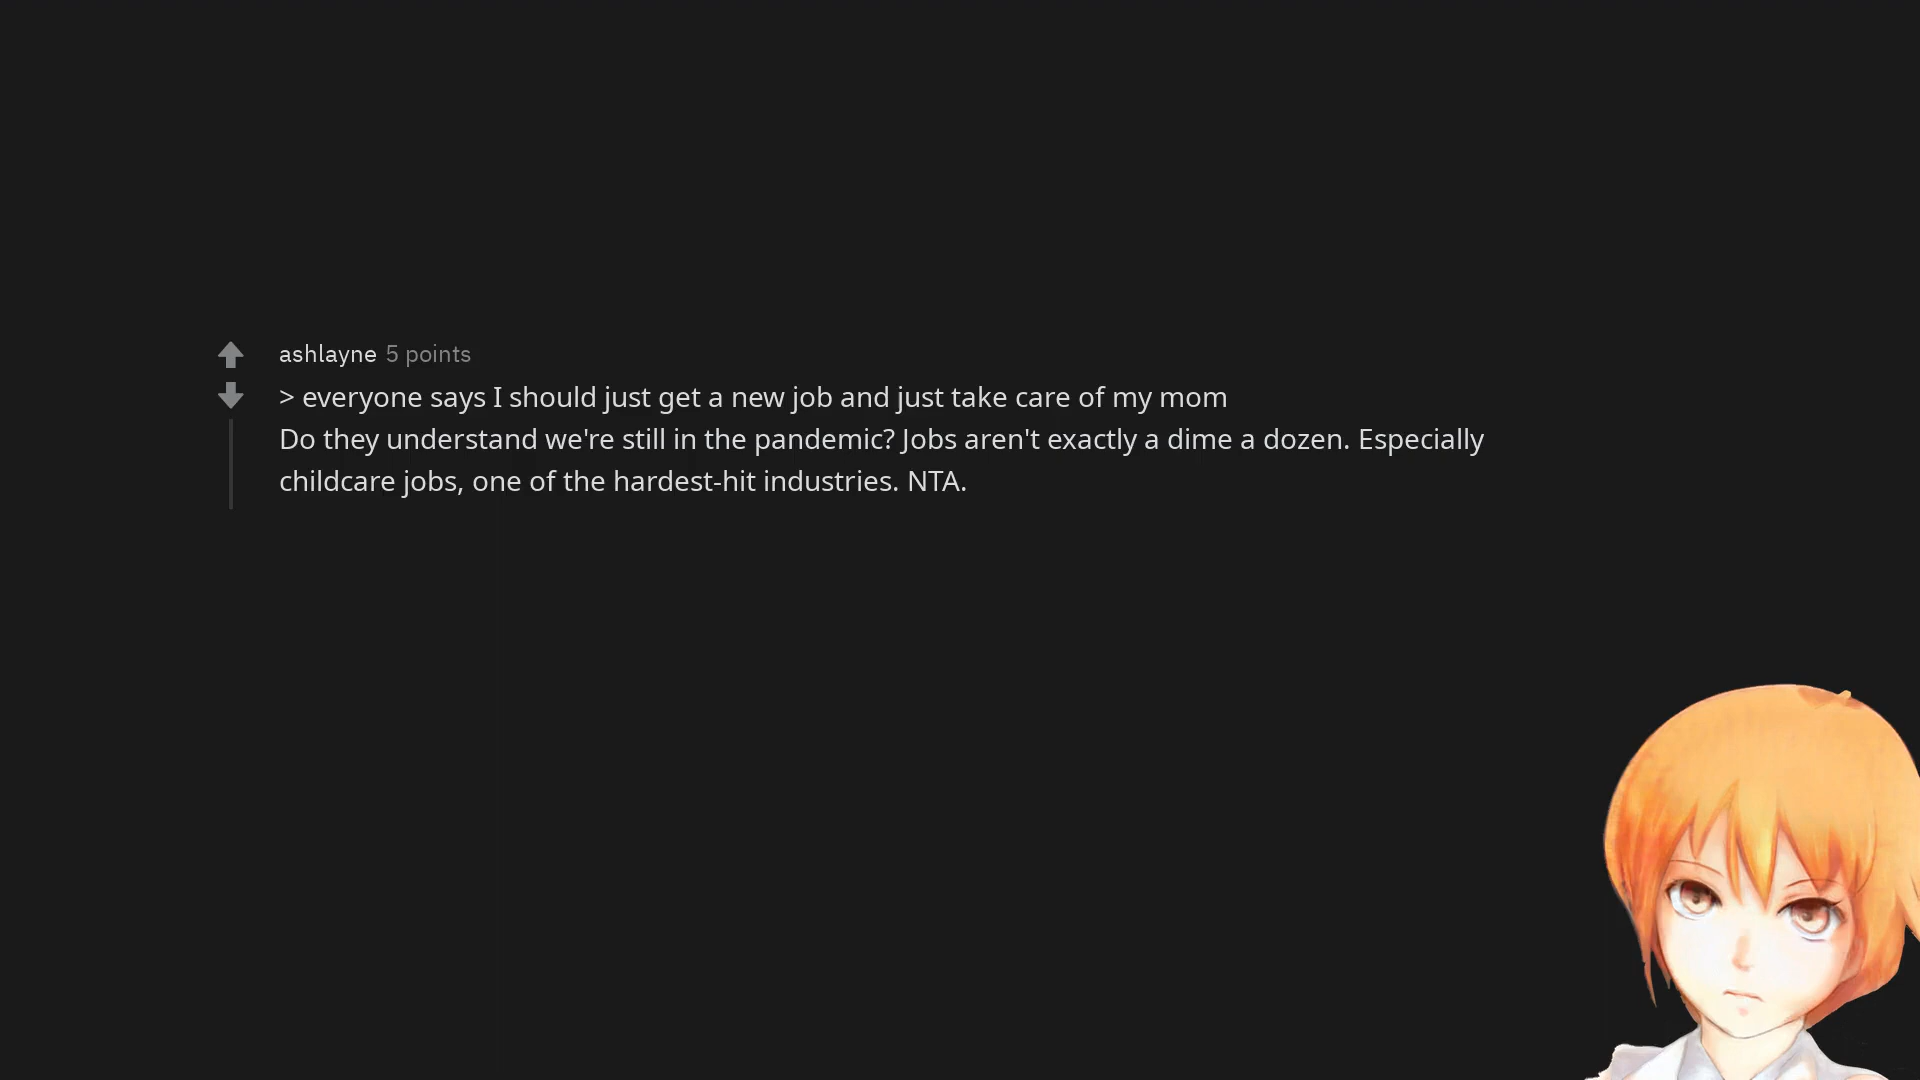 ashlayne 5 points
> everyone says I should just get a new job and just take care of my mom
Do they understand we're still in the pandemic? Jobs aren't exactly a dime a dozen. Especially
childcare jobs, one of the hardest-hit industries. NTA.